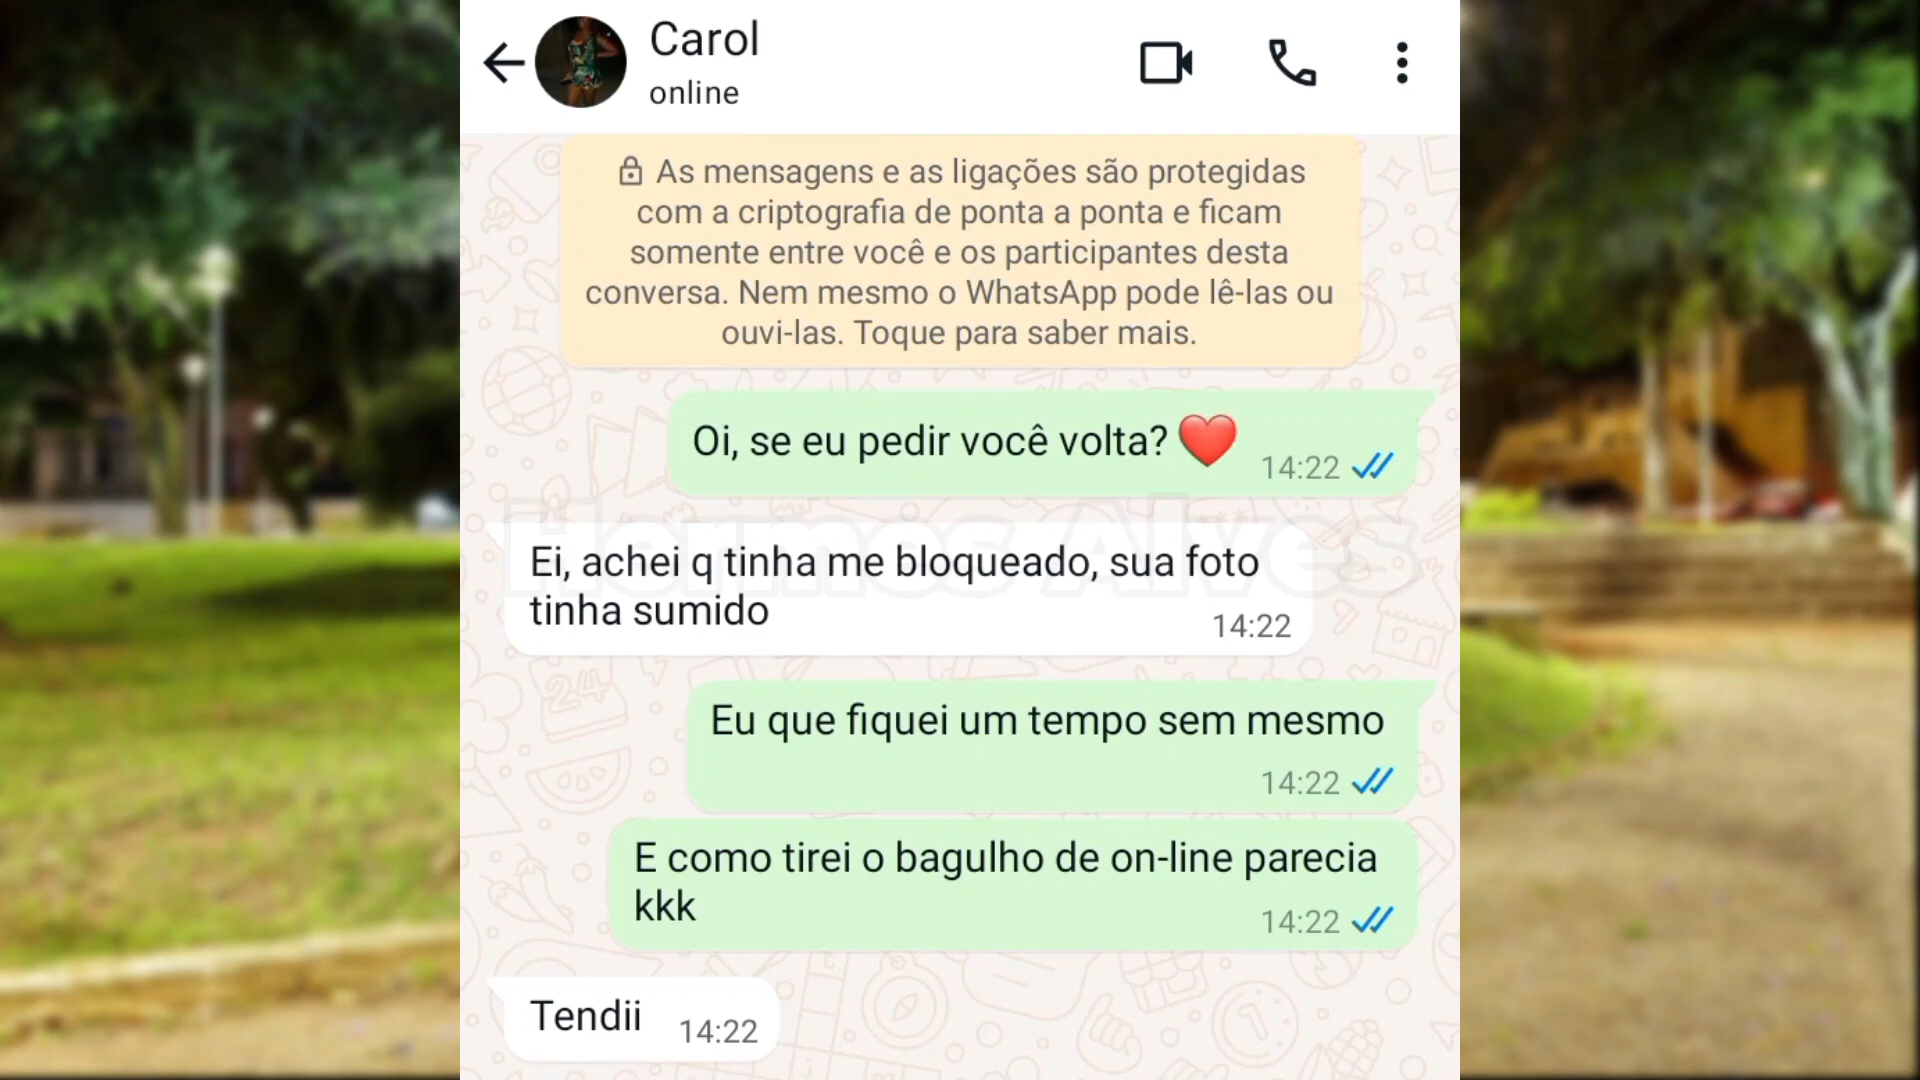 Carol
online
As mensagens e as ligações são protegidas
com a criptografia de ponta a ponta e ficam
somente entre você e os participantes desta
conversa. Nem mesmo o WhatsApp pode lê-las ou
ouvi-las. Toque para saber mais.
Oi, se eu pedir você volta? ❤️
14:22
Hermos Alves
Ei, achei q tinha me bloqueado, sua foto
tinha sumido
14:22
24
Eu que fiquei um tempo sem mesmo
14:22
E como tirei o bagulho de on-line parecia
kkk
14:22
Tendii
14:22